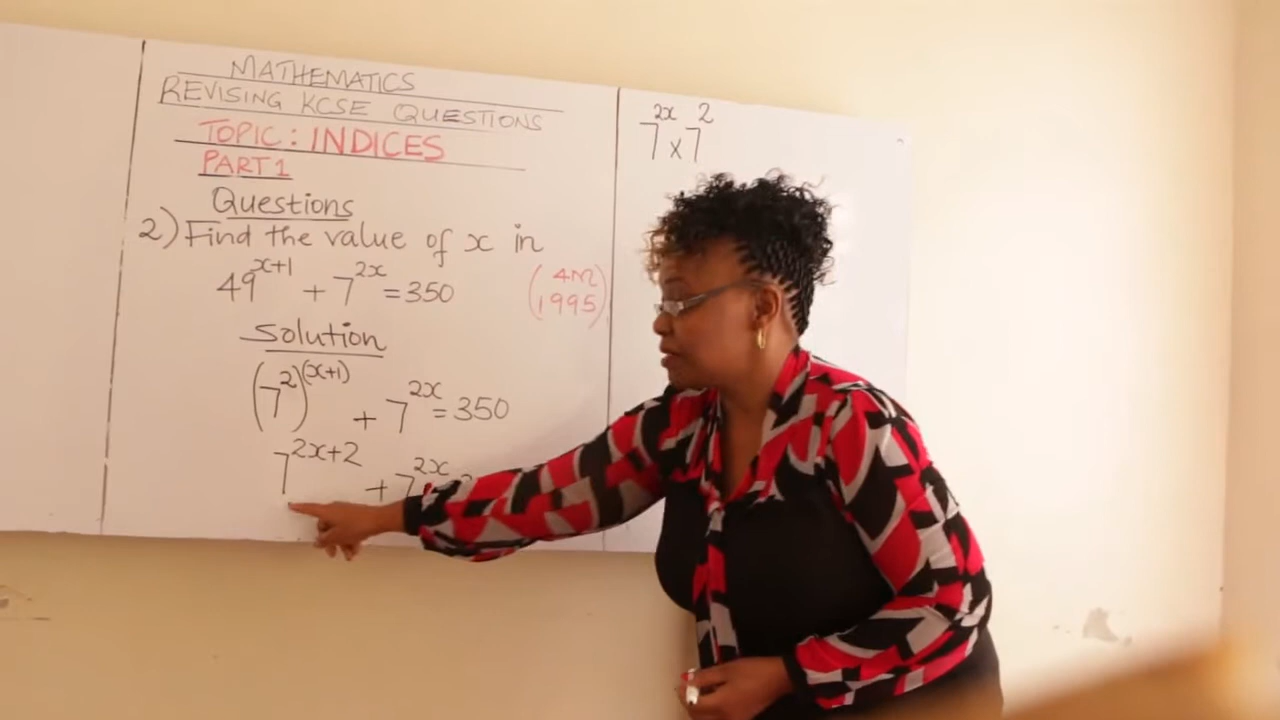 MATHEMATICS
REVISING KCSE QUESTIONS
TOPIC: INDICES
PART 1
Questions
2) Find the value of x in
49^{x+1} + 7^{2x} = 350
(4M 1995)
Solution
(7^2)^{(x+1)} + 7^{2x} = 350
7^{2x+2} + 7^{2x}
7^{2x} x 7^2